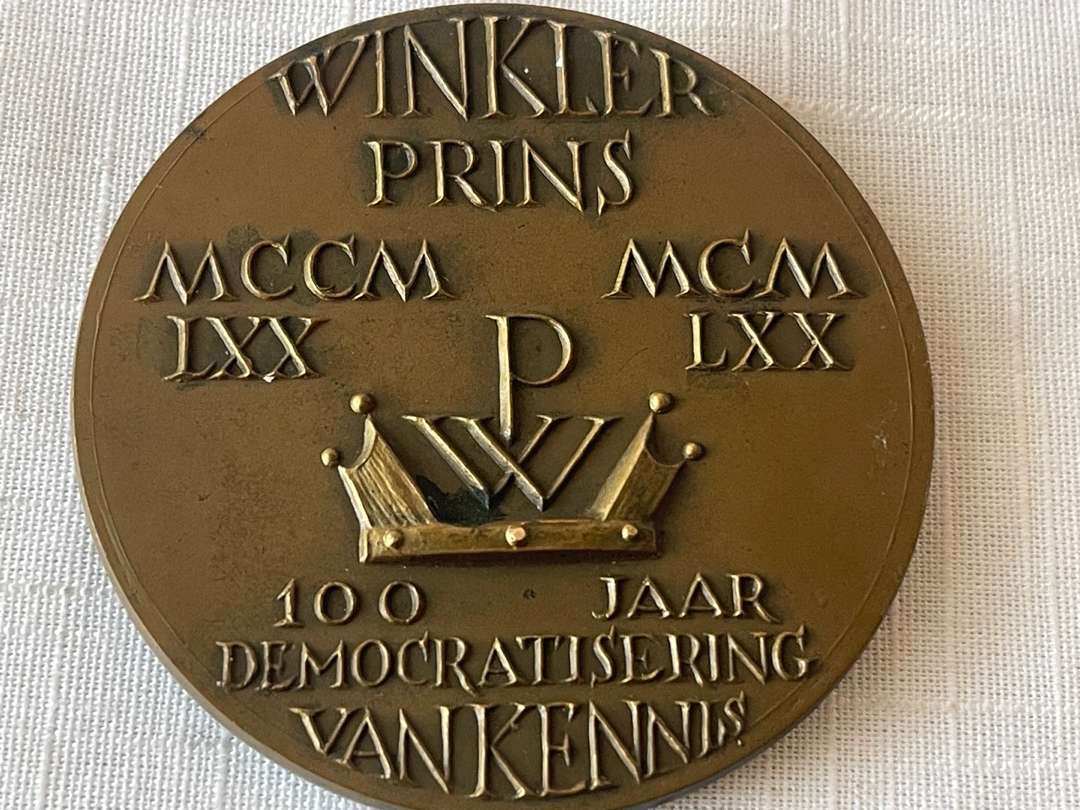 WINKLER
PRINS
MCCM MCM
LXX LXX
P
W
100 JAAR
DEMOCRATISERING
VAN KENNIS